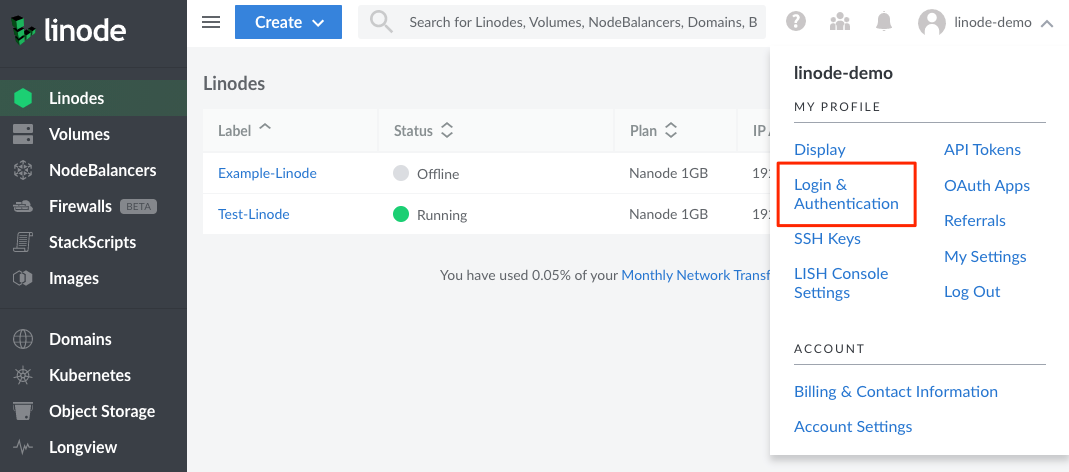 linode
Create
Search for Linodes, Volumes, NodeBalancers, Domains, B
linode-demo
Linodes
Volumes
NodeBalancers
Firewalls BETA
StackScripts
Images
Domains
Kubernetes
Object Storage
Longview
Linodes
Label Status Plan IP
Example-Linode Offline Nanode 1GB 19
Test-Linode Running Nanode 1GB 19
You have used 0.05% of your Monthly Network Transf
linode-demo
MY PROFILE
Display
Login &
Authentication
SSH Keys
LISH Console
Settings
API Tokens
OAuth Apps
Referrals
My Settings
Log Out
ACCOUNT
Billing & Contact Information
Account Settings